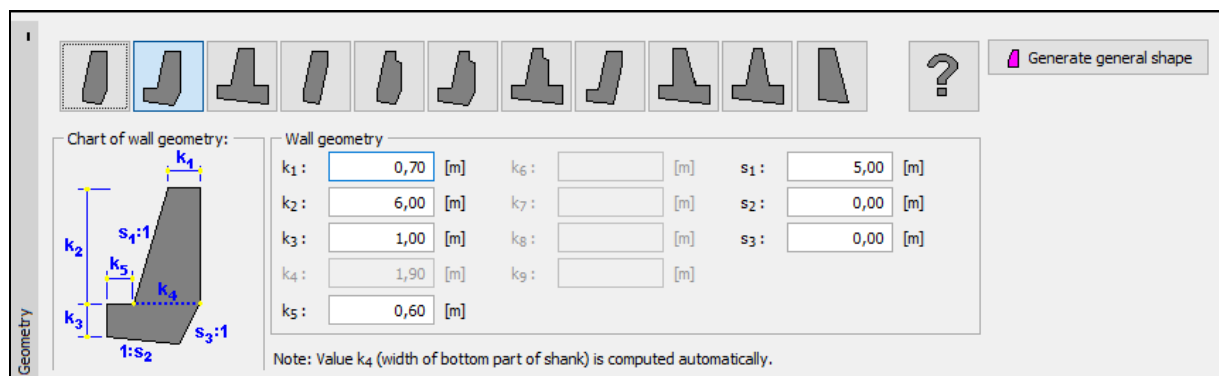 Generate general shape
Chart of wall geometry:
Wall geometry
k₁
k₂
s₁:1
k₅
k₄
k₃
s₃:1
1:s₂
k₁ : 0,70 [m] k₆ : [m] s₁ : 5,00 [m]
k₂ : 6,00 [m] k₇ : [m] s₂ : 0,00 [m]
k₃ : 1,00 [m] k₈ : [m] s₃ : 0,00 [m]
k₄ : 1,90 [m] k₉ : [m]
k₅ : 0,60 [m]
Note: Value k₄ (width of bottom part of shank) is computed automatically.
Geometry